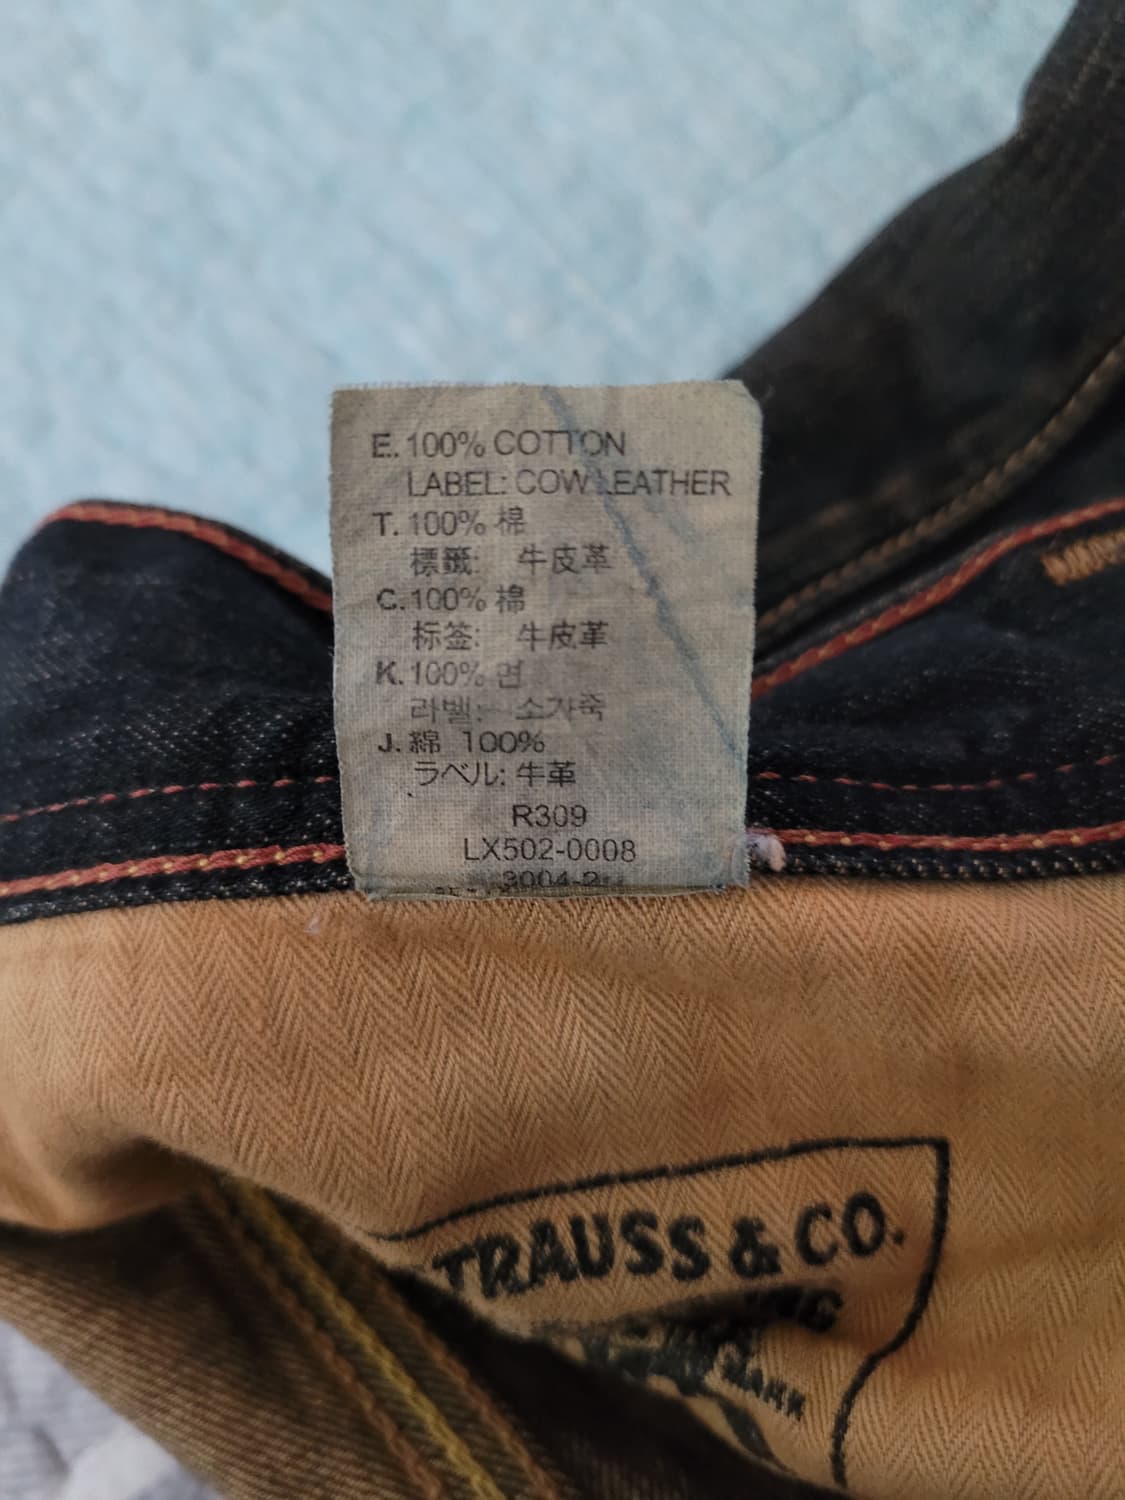 E. 100% COTTON
LABEL: COW LEATHER
T. 100% 棉
標籤: 牛皮革
C. 100% 棉
标签: 牛皮革
K. 100% 면
라벨: 소가죽
J. 綿 100%
ラベル: 牛革
R309
LX502-0008
3004-2
TRAUSS & CO.